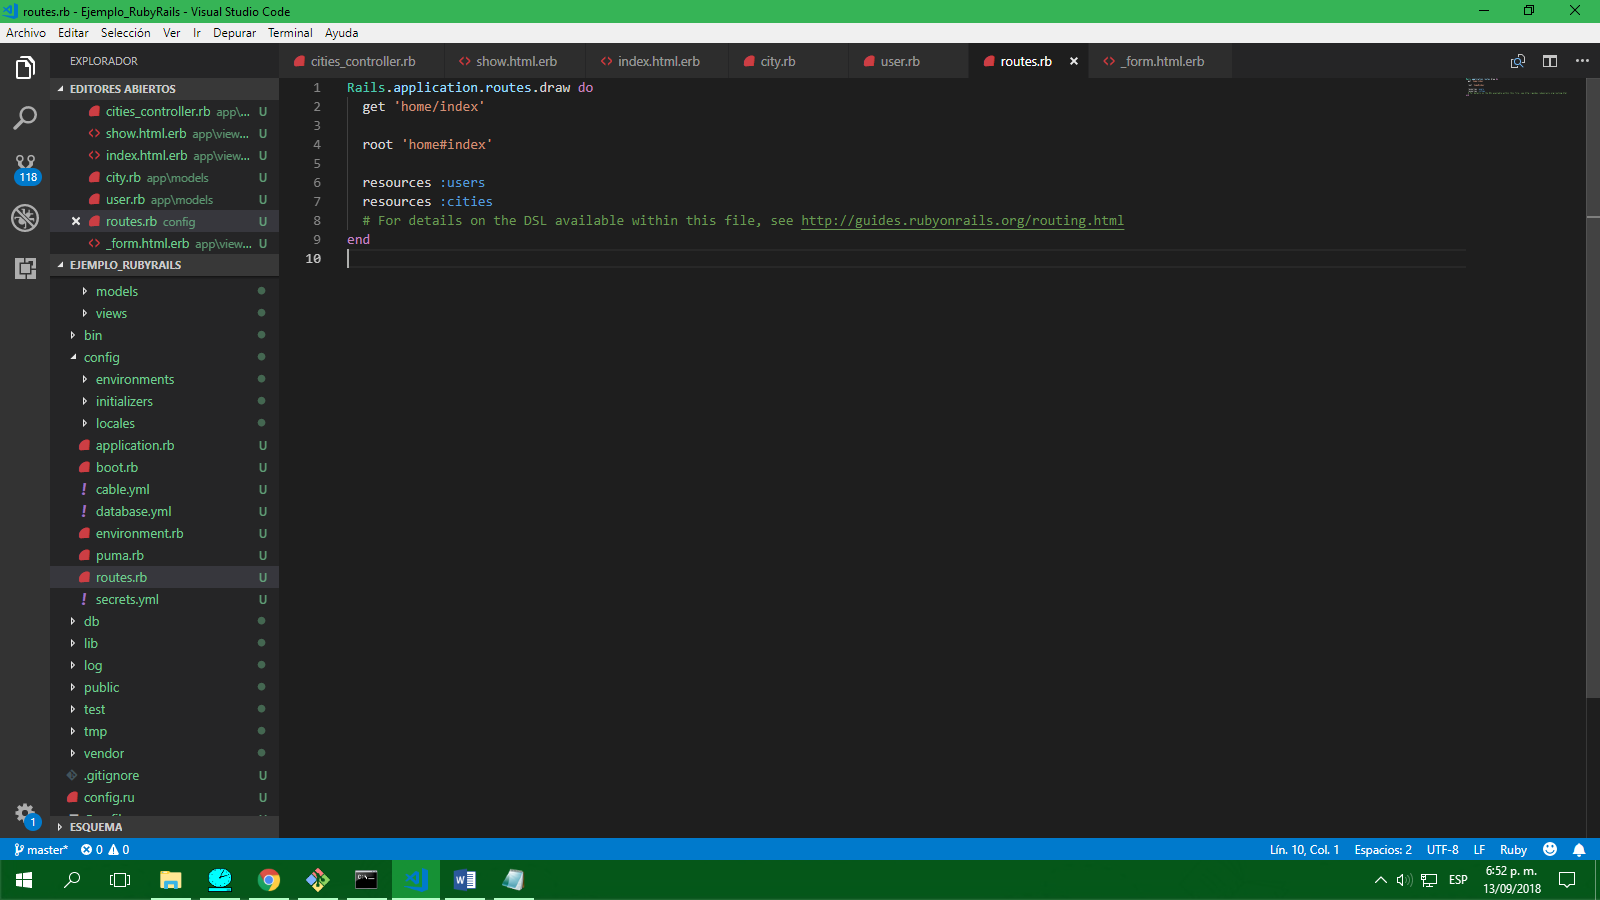 routes.rb - Ejemplo_RubyRails - Visual Studio Code
Archivo Editar Selección Ver Ir Depurar Terminal Ayuda
EXPLORADOR
cities_controller.rb show.html.erb index.html.erb city.rb user.rb routes.rb _form.html.erb
EDITORES ABIERTOS
cities_controller.rb app\... U
show.html.erb app\view... U
index.html.erb app\view... U
city.rb app\models U
user.rb app\models U
routes.rb config U
_form.html.erb app\view... U
EJEMPLO_RUBYRAILS
models
views
bin
config
environments
initializers
locales
application.rb U
boot.rb U
! cable.yml U
! database.yml U
environment.rb U
puma.rb U
routes.rb U
! secrets.yml U
db
lib
log
public
test
tmp
vendor
.gitignore U
config.ru U
ESQUEMA
118
1
1 Rails.application.routes.draw do
2 get 'home/index'
3
4 root 'home#index'
5
6 resources :users
7 resources :cities
8 # For details on the DSL available within this file, see http://guides.rubyonrails.org/routing.html
9 end
10
master* 0 0 Lín. 10, Col. 1 Espacios: 2 UTF-8 LF Ruby
ESP 6:52 p. m.
13/09/2018